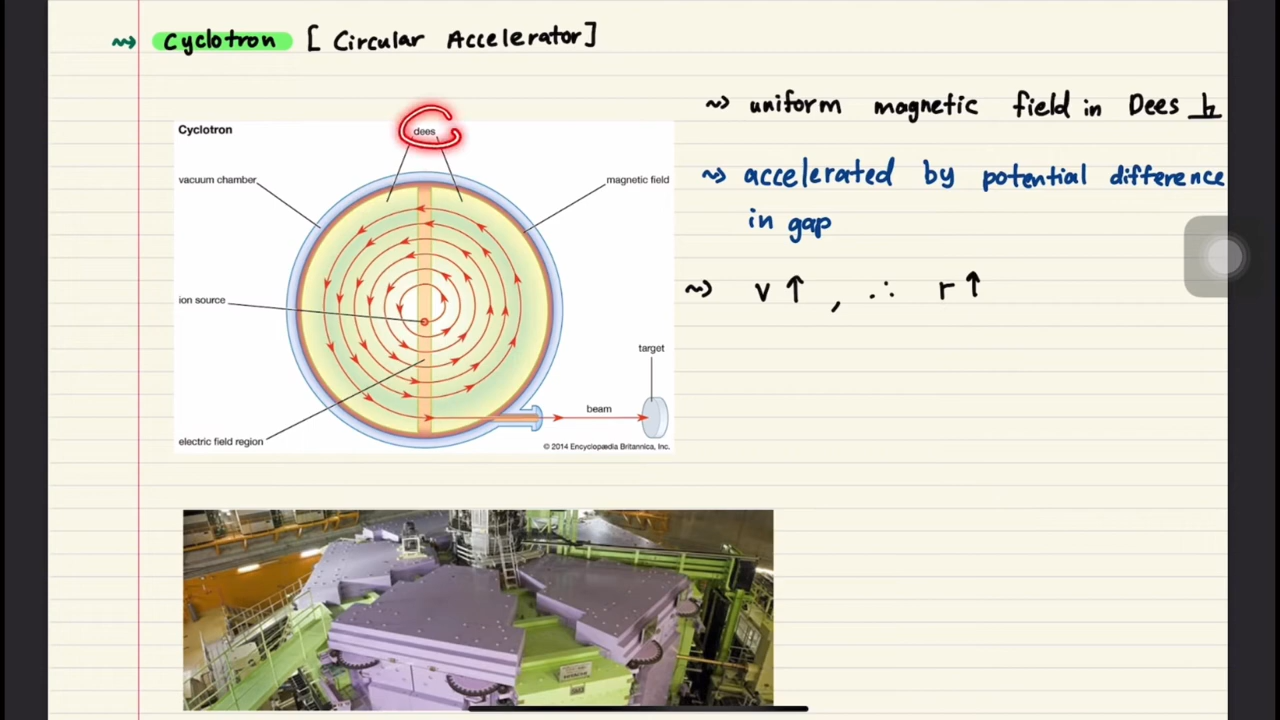 ⇝ Cyclotron [ Circular Accelerator]
Cyclotron
dees
vacuum chamber
magnetic field
ion source
target
beam
electric field region
© 2014 Encyclopædia Britannica, Inc.
⇝ uniform magnetic field in Dees
⇝ accelerated by potential difference
in gap
⇝ v↑ , ∴ r↑